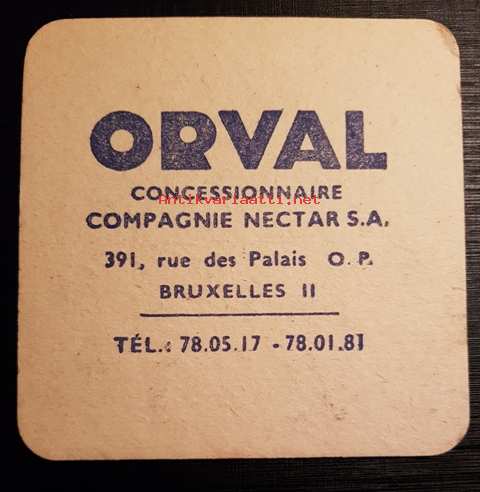 ORVAL
CONCESSIONNAIRE
Antikvariaatti.net
COMPAGNIE NECTAR S.A.
391, rue des Palais O. P.
BRUXELLES II
TÉL.: 78.05.17 - 78.01.81